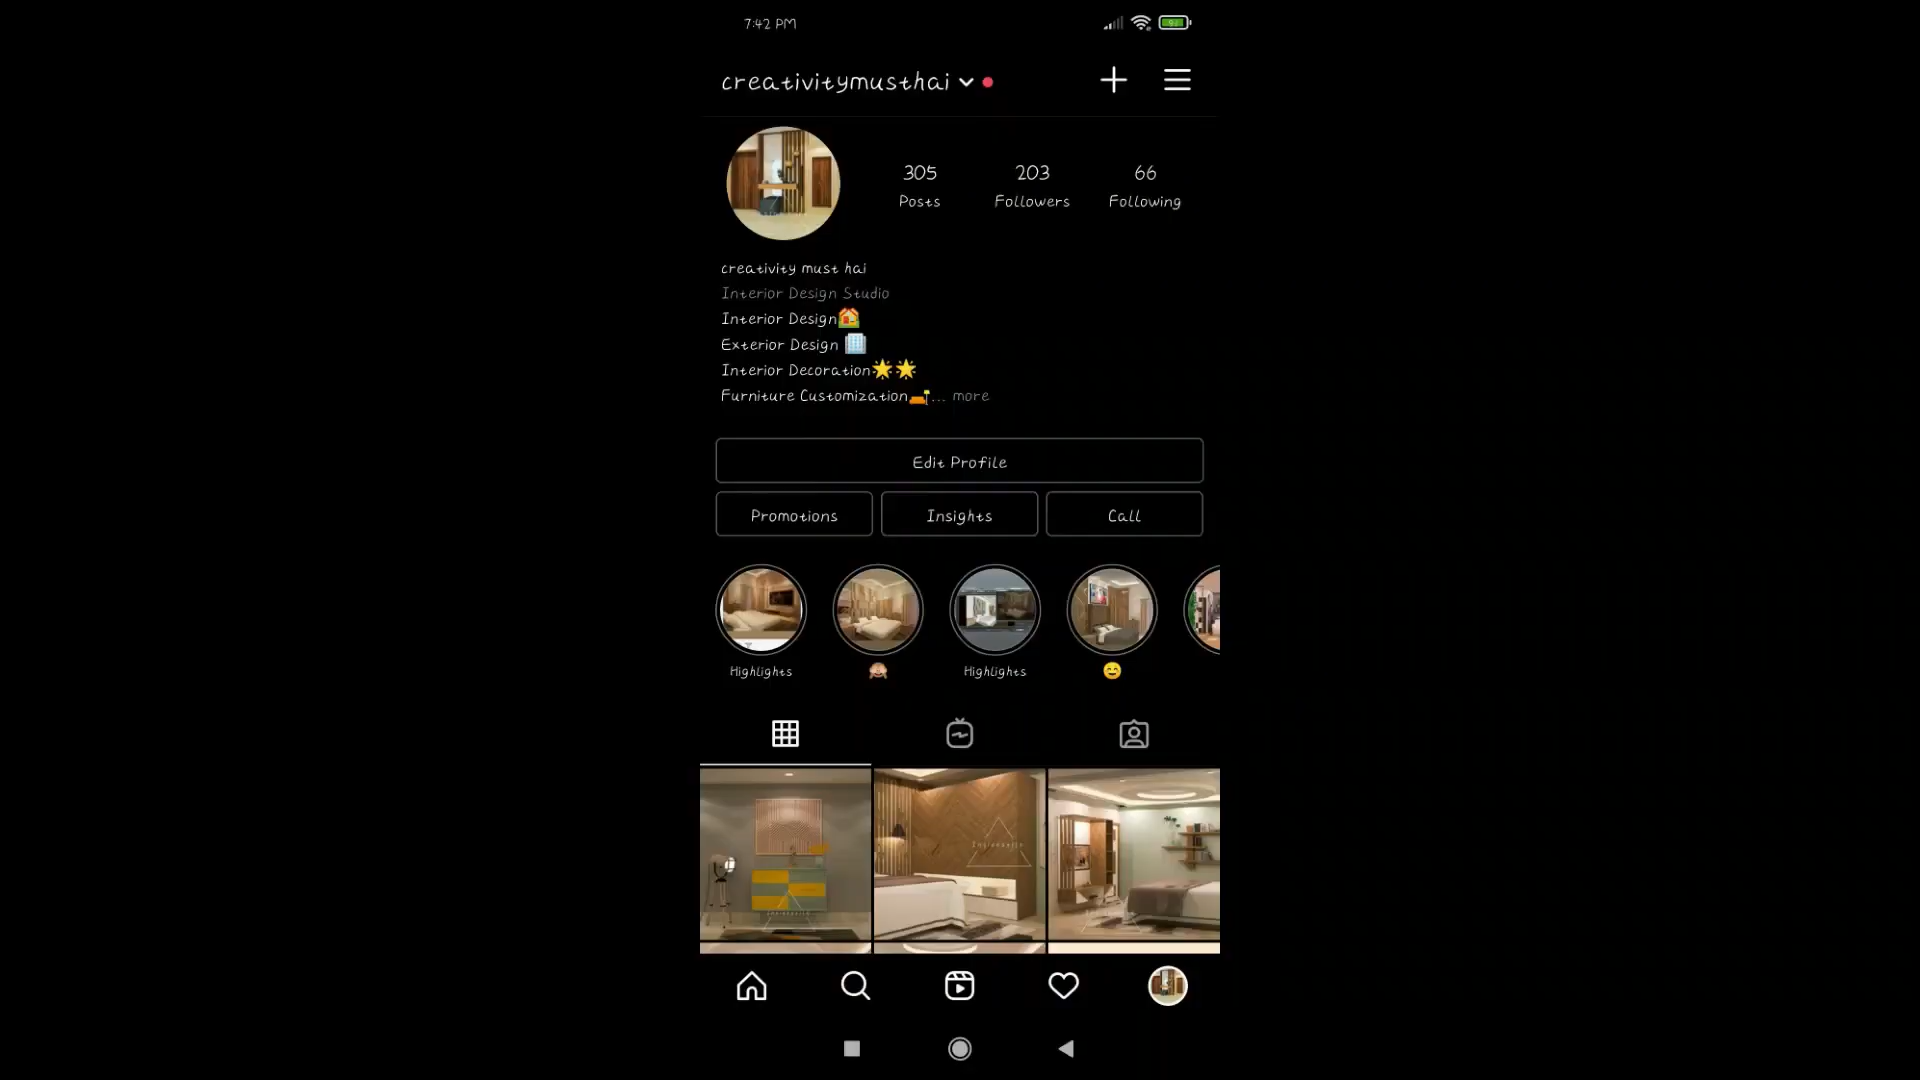 7:42 PM
creativitymusthai
305 203 66
Posts Followers Following
creativity must hai
Interior Design Studio
Interior Design🏠
Exterior Design 🏢
Interior Decoration🌟🌟
Furniture Customization🛋️... more
Edit Profile
Promotions Insights Call
Highlights 🙈 Highlights 😊